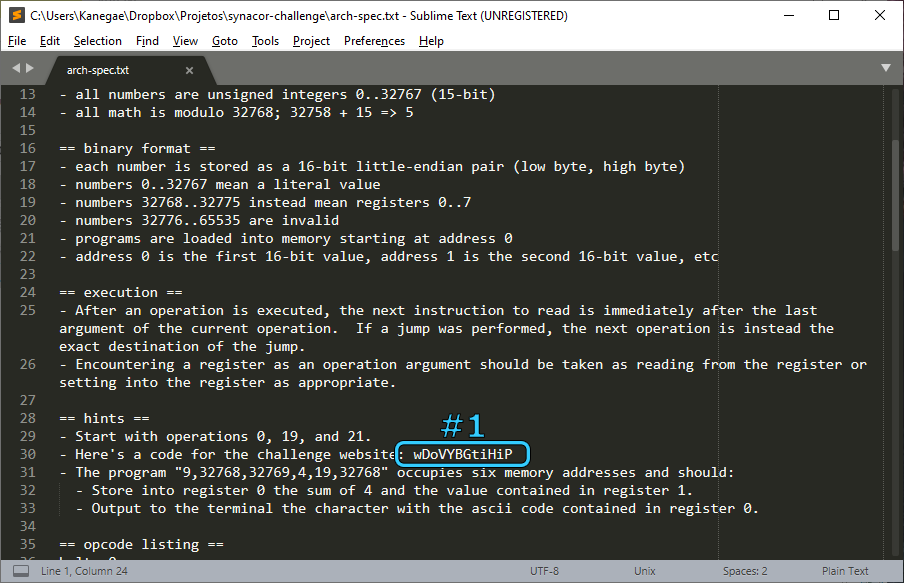 C:\Users\Kanegae\Dropbox\Projetos\synacor-challenge\arch-spec.txt - Sublime Text (UNREGISTERED)
File Edit Selection Find View Goto Tools Project Preferences Help
arch-spec.txt
13 - all numbers are unsigned integers 0..32767 (15-bit)
14 - all math is modulo 32768; 32758 + 15 => 5
15
16 == binary format ==
17 - each number is stored as a 16-bit little-endian pair (low byte, high byte)
18 - numbers 0..32767 mean a literal value
19 - numbers 32768..32775 instead mean registers 0..7
20 - numbers 32776..65535 are invalid
21 - programs are loaded into memory starting at address 0
22 - address 0 is the first 16-bit value, address 1 is the second 16-bit value, etc
23
24 == execution ==
25 - After an operation is executed, the next instruction to read is immediately after the last
argument of the current operation.  If a jump was performed, the next operation is instead the
exact destination of the jump.
26 - Encountering a register as an operation argument should be taken as reading from the register or
setting into the register as appropriate.
27
28 == hints ==
#1
29 - Start with operations 0, 19, and 21.
30 - Here's a code for the challenge website: wDoVYBGtiHiP
31 - The program "9,32768,32769,4,19,32768" occupies six memory addresses and should:
32 - Store into register 0 the sum of 4 and the value contained in register 1.
33 - Output to the terminal the character with the ascii code contained in register 0.
34
35 == opcode listing ==
Line 1, Column 24 UTF-8 Unix Spaces: 2 Plain Text